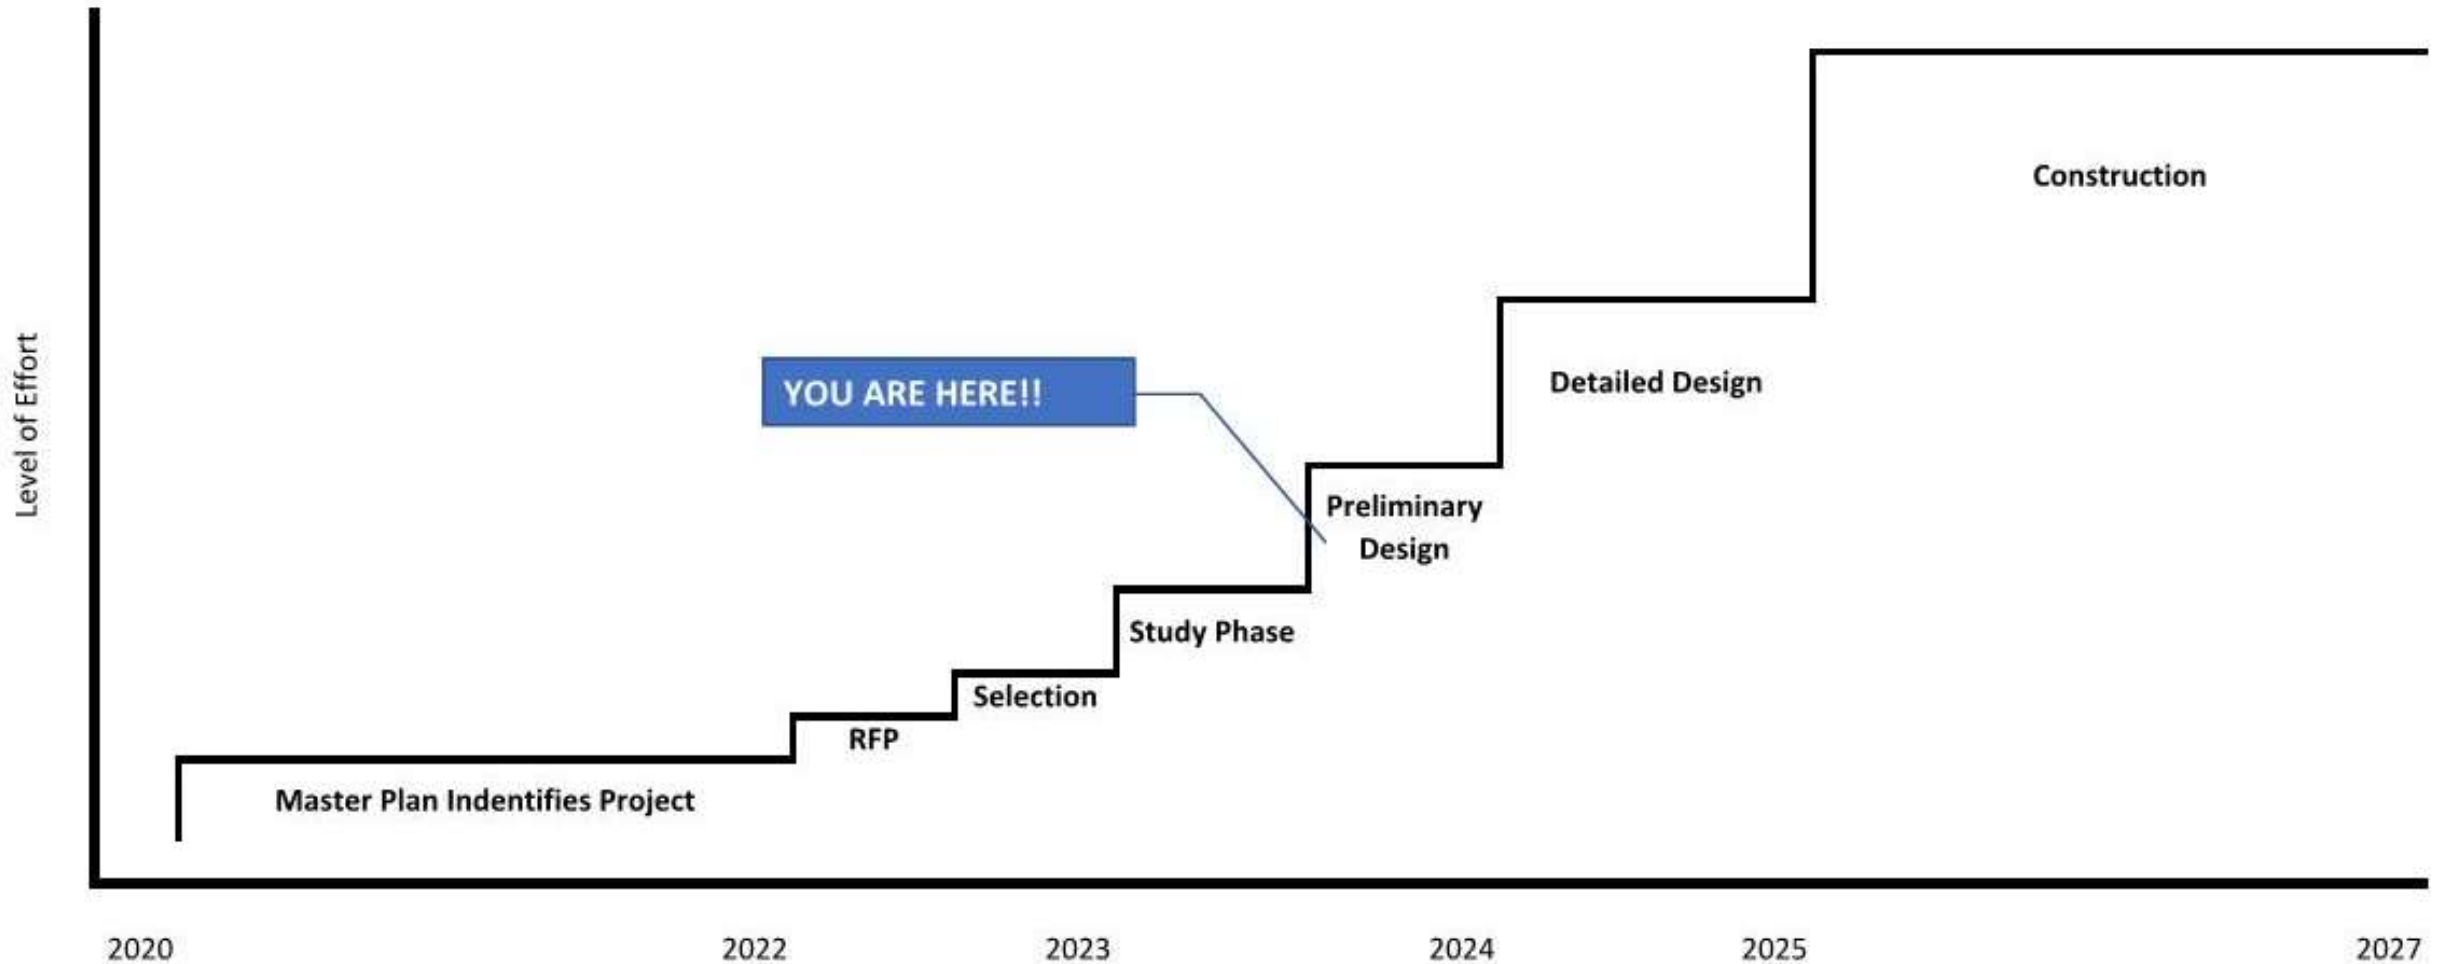 Construction
Level of Effort
YOU ARE HERE!!
Detailed Design
Preliminary
Design
Study Phase
Selection
RFP
Master Plan Indentifies Project
2020 2022 2023 2024 2025 2027